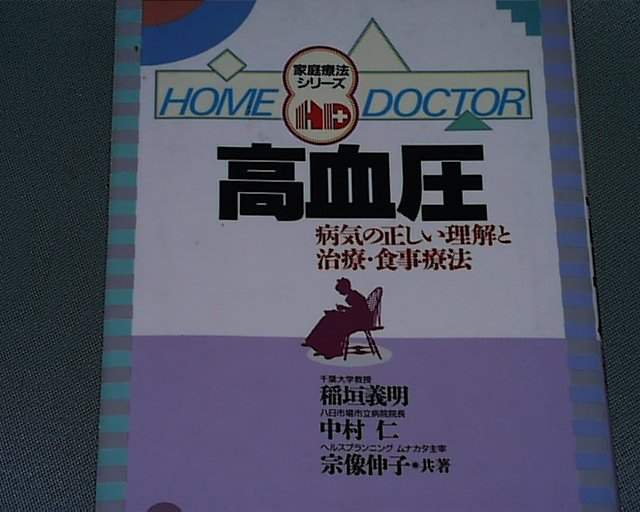 家庭療法
シリーズ
HOME DOCTOR
HD
高血圧
病気の正しい理解と
治療・食事療法
千葉大学教授
稲垣義明
八日市場市立病院院長
中村 仁
ヘルスプランニング ムナカタ主宰
宗像伸子・共著